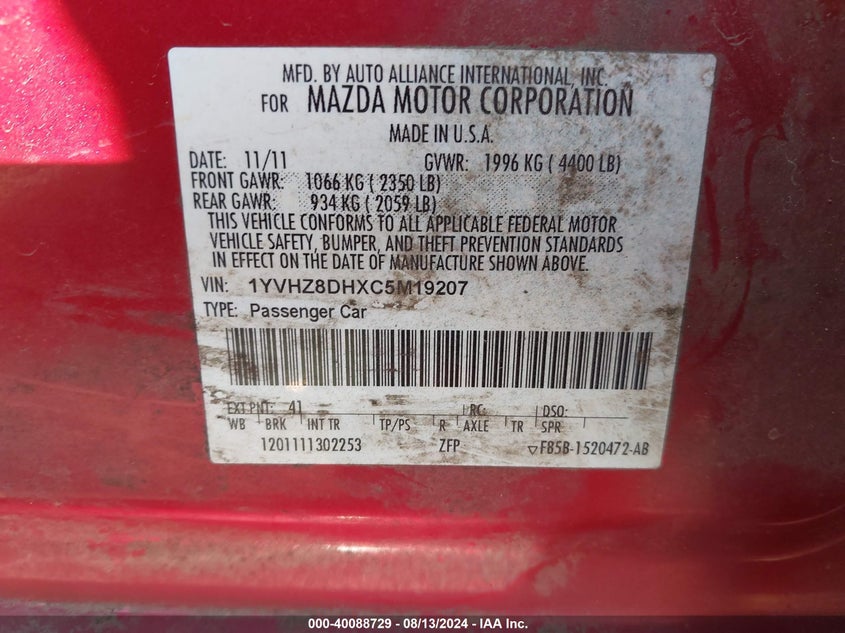 MFD. BY AUTO ALLIANCE INTERNATIONAL, INC
FOR MAZDA MOTOR CORPORATION
MADE IN U.S.A.
DATE: 11/11 GVWR: 1996 KG ( 4400 LB)
FRONT GAWR: 1066 KG ( 2350 LB)
REAR GAWR: 934 KG ( 2059 LB)
THIS VEHICLE CONFORMS TO ALL APPLICABLE FEDERAL MOTOR
VEHICLE SAFETY, BUMPER, AND THEFT PREVENTION STANDARDS
IN EFFECT ON THE DATE OF MANUFACTURE SHOWN ABOVE.
VIN: 1YVHZ8DHXC5M19207
TYPE: Passenger Car
EXT PNT: 41 RC: DSO:
WB BRK INT TR TP/PS R AXLE TR SPR
1201111302253 ZFP ▽FB5B-1520472-AB
000-40088729 - 08/13/2024 - IAA Inc.